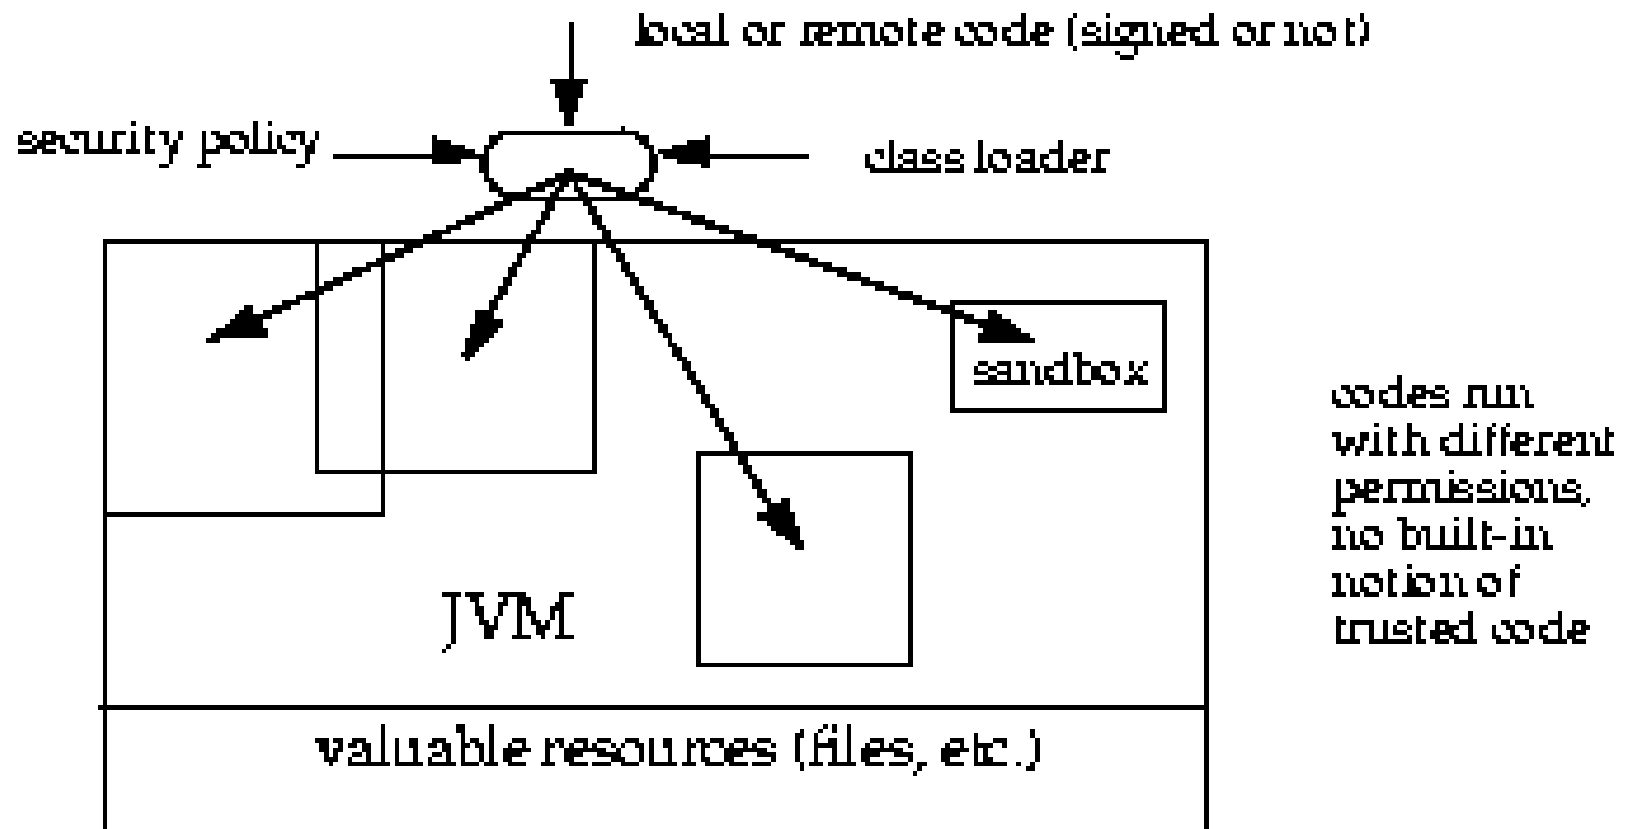 local or remote code (signed or not)
security policy
class loader
sandbox
codes run
with different
permissions,
no built-in
notion of
trusted code
JVM
valuable resources (files, etc.)